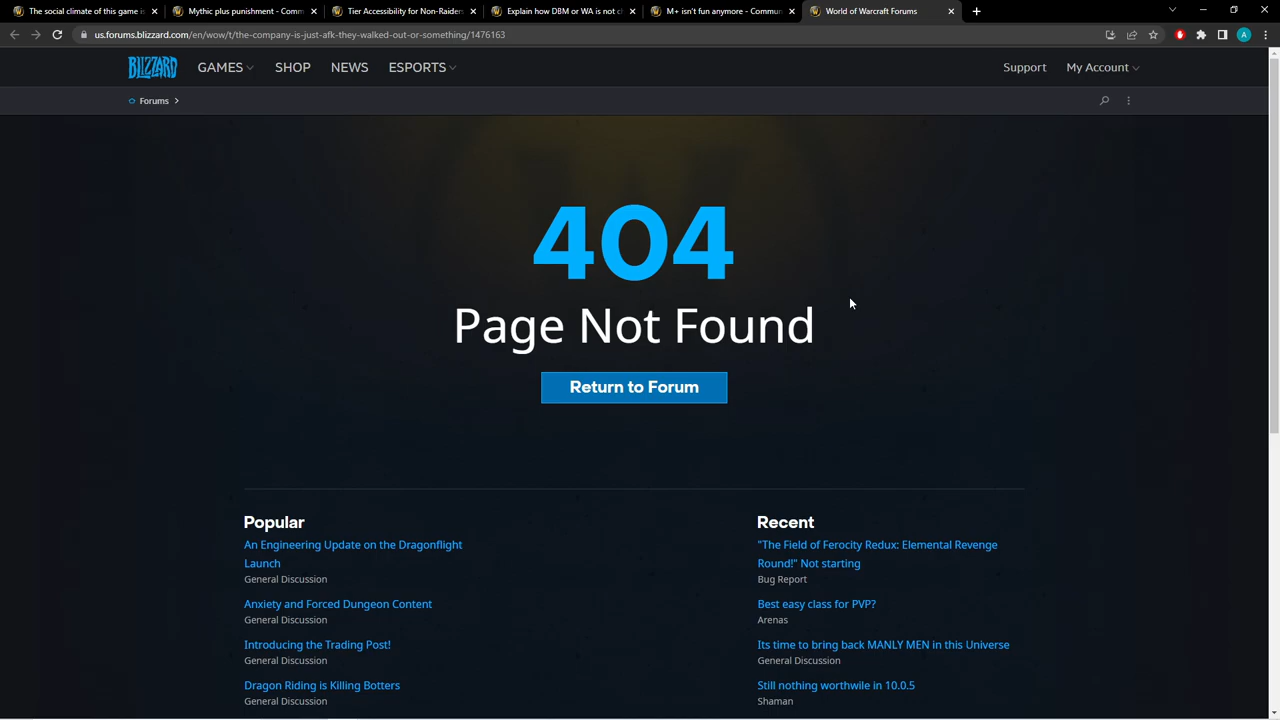 The social climate of this game is
Mythic plus punishment - Comm
Tier Accessibility for Non-Raiders
Explain how DBM or WA is not ch
M+ isn't fun anymore - Commun
World of Warcraft Forums
us.forums.blizzard.com/en/wow/t/the-company-is-just-afk-they-walked-out-or-something/1476163
A
BLIZZARD
GAMES
SHOP
NEWS
ESPORTS
Support
My Account
Forums
404
Page Not Found
Return to Forum
Popular
An Engineering Update on the Dragonflight
Launch
General Discussion
Anxiety and Forced Dungeon Content
General Discussion
Introducing the Trading Post!
General Discussion
Dragon Riding is Killing Botters
General Discussion
Recent
"The Field of Ferocity Redux: Elemental Revenge
Round!" Not starting
Bug Report
Best easy class for PVP?
Arenas
Its time to bring back MANLY MEN in this Universe
General Discussion
Still nothing worthwile in 10.0.5
Shaman